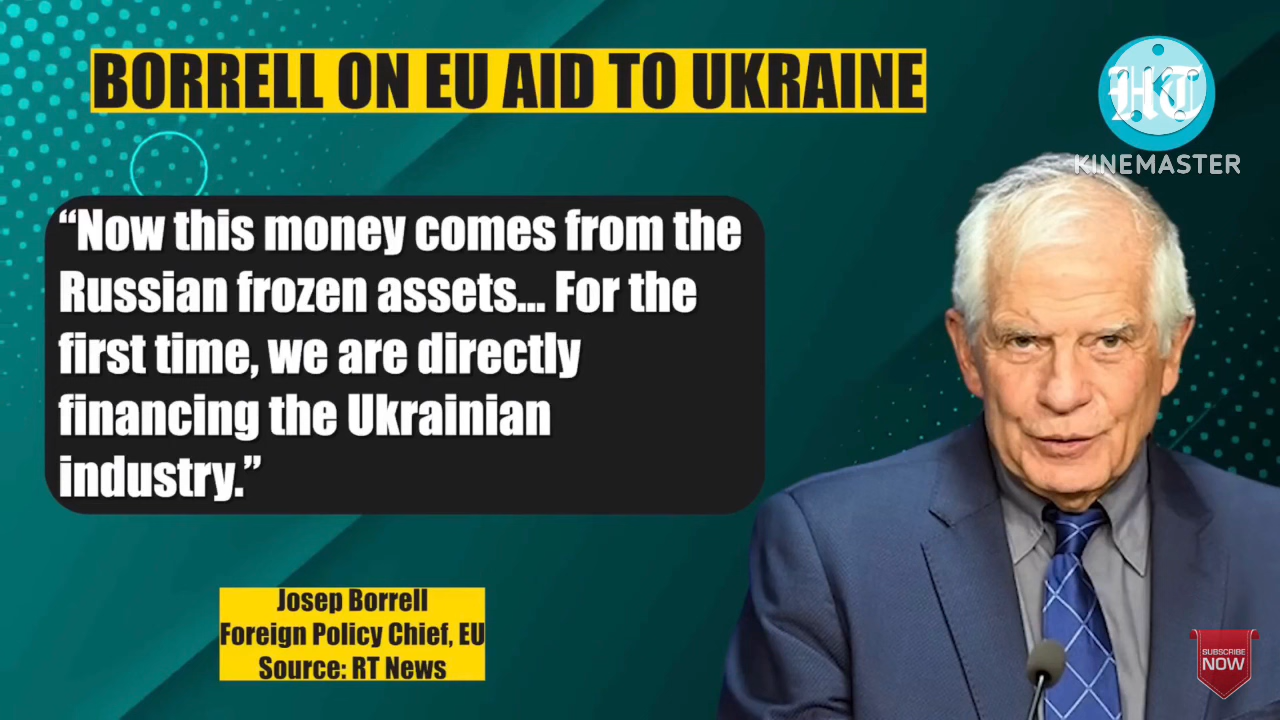 BORRELL ON EU AID TO UKRAINE
HT
KINEMASTER
“Now this money comes from the
Russian frozen assets... For the
first time, we are directly
financing the Ukrainian
industry.”
Josep Borrell
Foreign Policy Chief, EU
Source: RT News
SUBSCRIBE
NOW